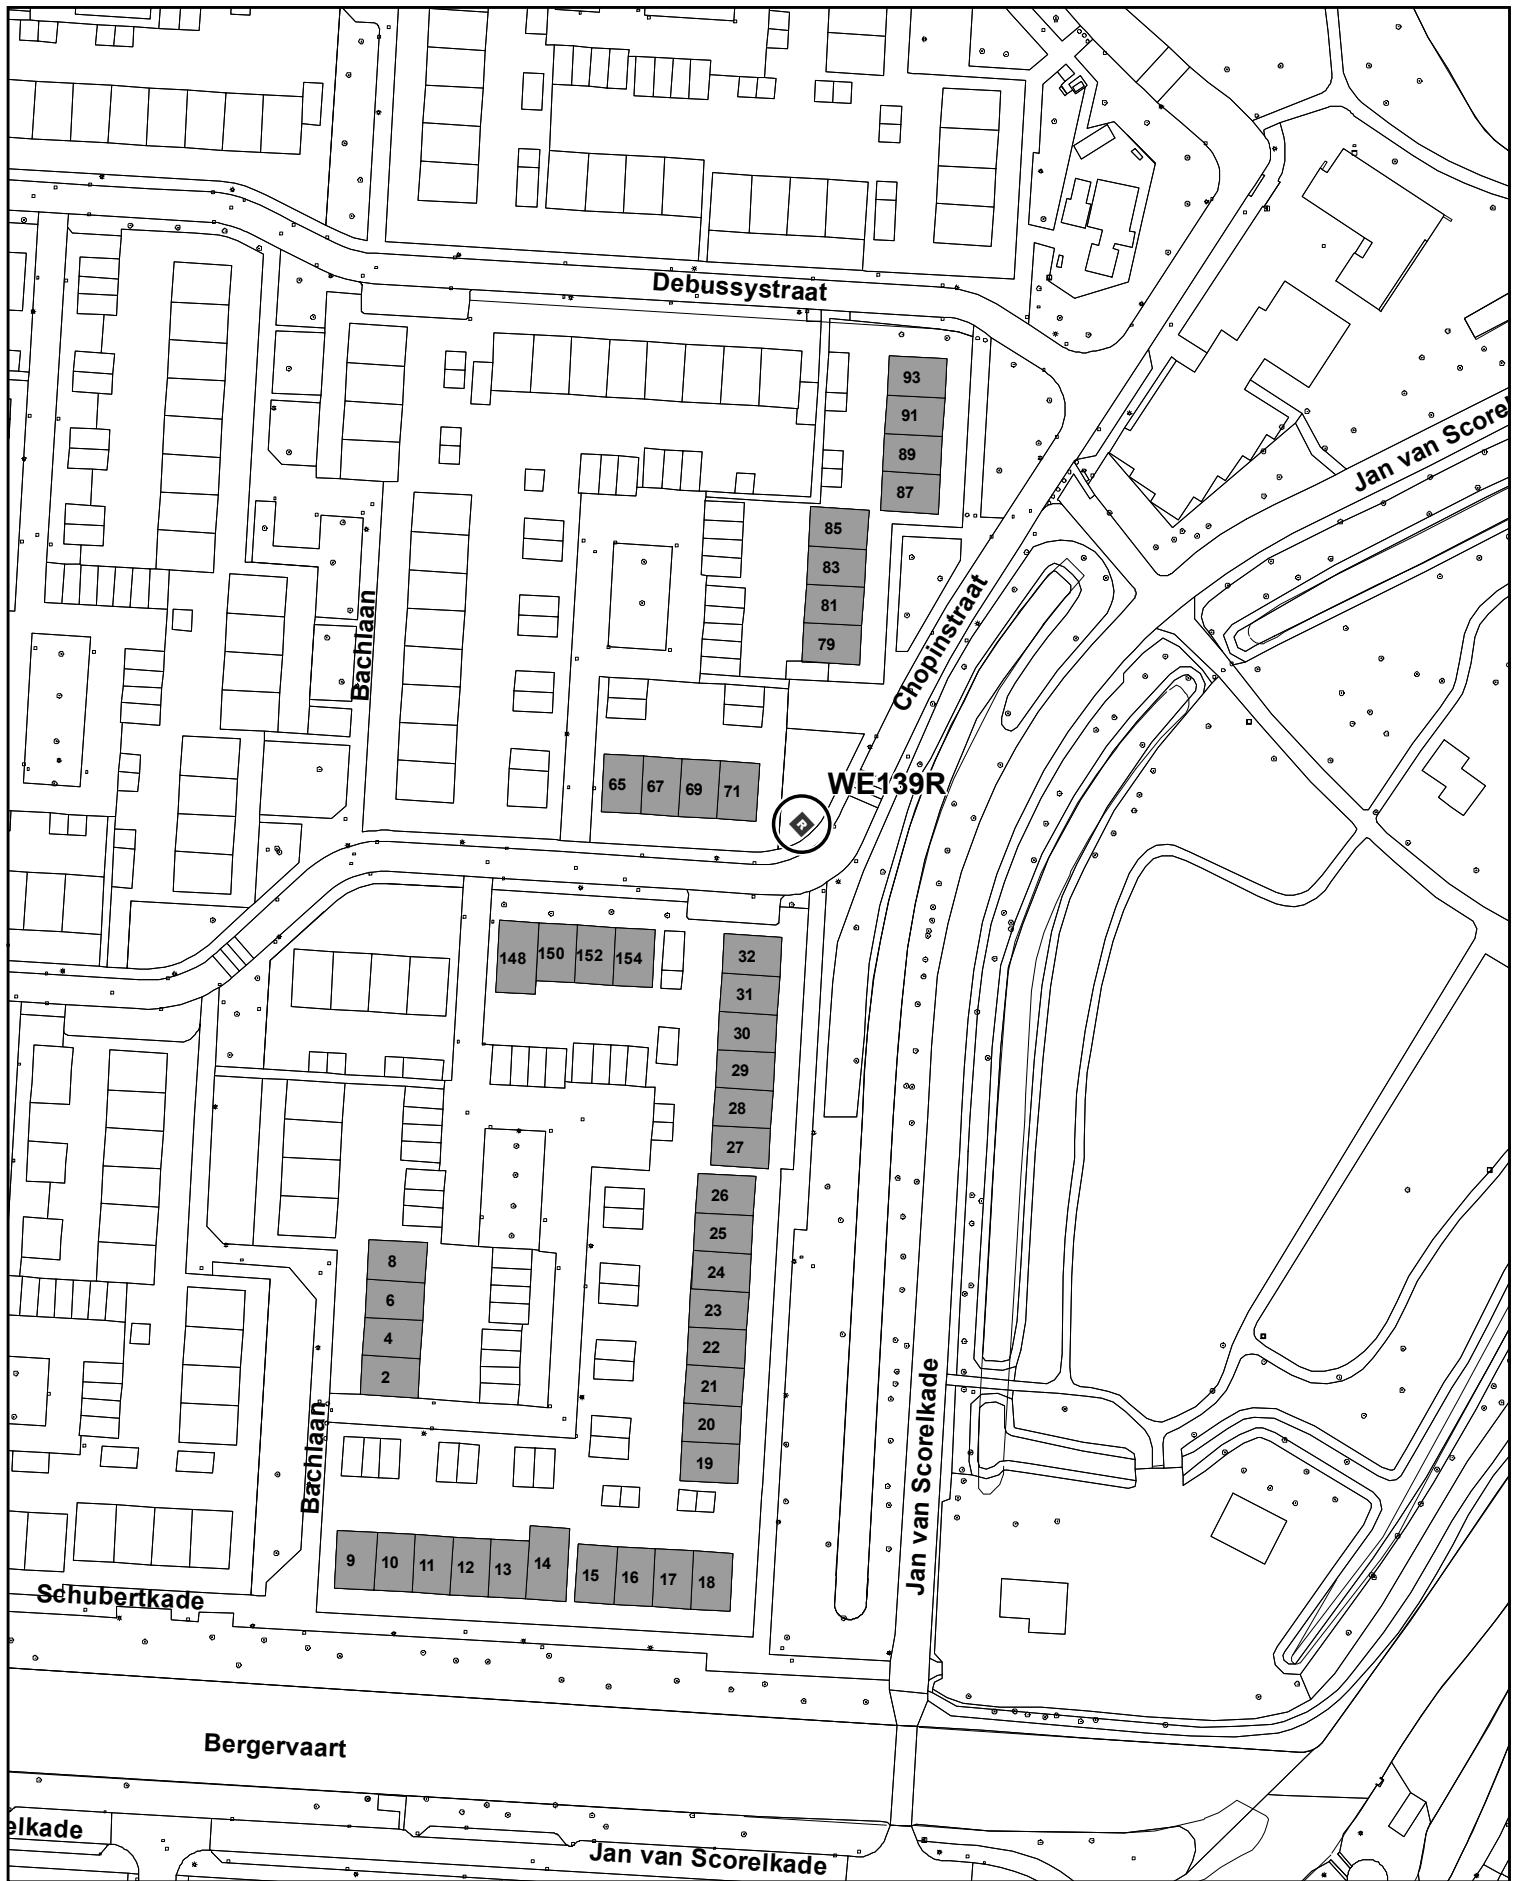 Debussystraat
93
91
89
87
Jan van Scorel
85
83
81
79
Bachlaan
Chopinstraat
65 67 69 71
WE139R
R
148 150 152 154
32
31
30
29
28
27
26
25
24
23
22
21
20
19
8
6
4
2
Bachlaan
Jan van Scorelkade
9 10 11 12 13 14 15 16 17 18
Schubertkade
Bergervaart
elkade
Jan van Scorelkade